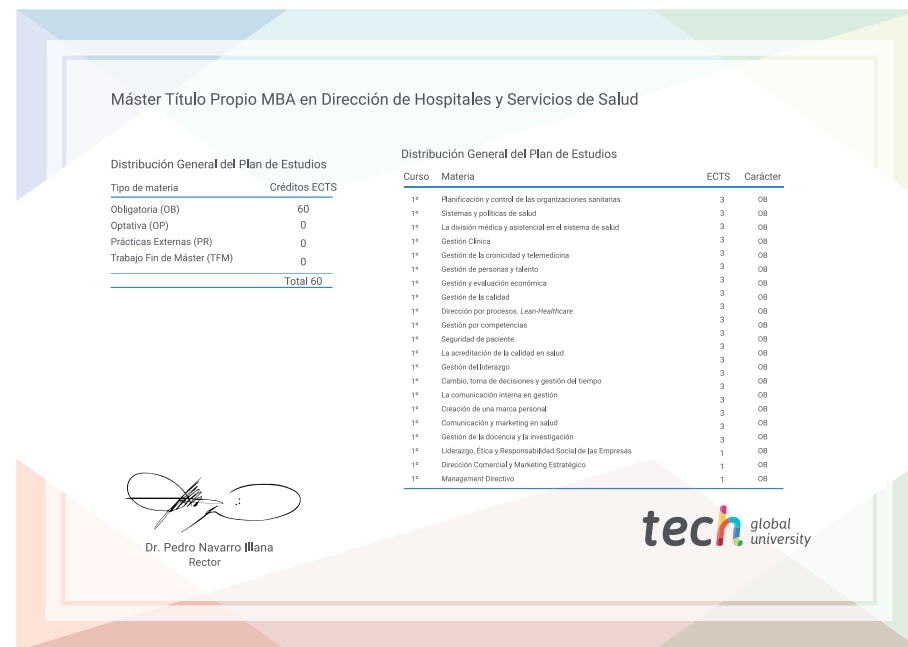 Máster Título Propio MBA en Dirección de Hospitales y Servicios de Salud
Distribución General del Plan de Estudios
Tipo de materia Créditos ECTS
Obligatoria (OB) 60
Optativa (OP) 0
Prácticas Externas (PR) 0
Trabajo Fin de Máster (TFM) 0
Total 60
Distribución General del Plan de Estudios
Curso Materia ECTS Carácter
1º Planificación y control de las organizaciones sanitarias 3 OB
1º Sistemas y políticas de salud 3 OB
1º La división médica y asistencial en el sistema de salud 3 OB
1º Gestión Clínica 3 OB
1º Gestión de la cronicidad y telemedicina 3 OB
1º Gestión de personas y talento 3 OB
1º Gestión y evaluación económica 3 OB
1º Gestión de la calidad 3 OB
1º Dirección por procesos. Lean-Healthcare 3 OB
1º Gestión por competencias 3 OB
1º Seguridad de paciente 3 OB
3
1º La acreditación de la calidad en salud 3 OB
1º Gestión del liderazgo 3 OB
1º Cambio, toma de decisiones y gestión del tiempo 3 OB
1º La comunicación interna en gestión 3 OB
1º Creación de una marca personal 3 OB
1º Comunicación y marketing en salud 3 OB
1º Gestión de la docencia y la investigación 3 OB
1º Liderazgo, Ética y Responsabilidad Social de las Empresas 1 OB
1º Dirección Comercial y Marketing Estratégico 1 OB
1º Management Directivo 1 OB
Dr. Pedro Navarro Illana
Rector
tech global
university